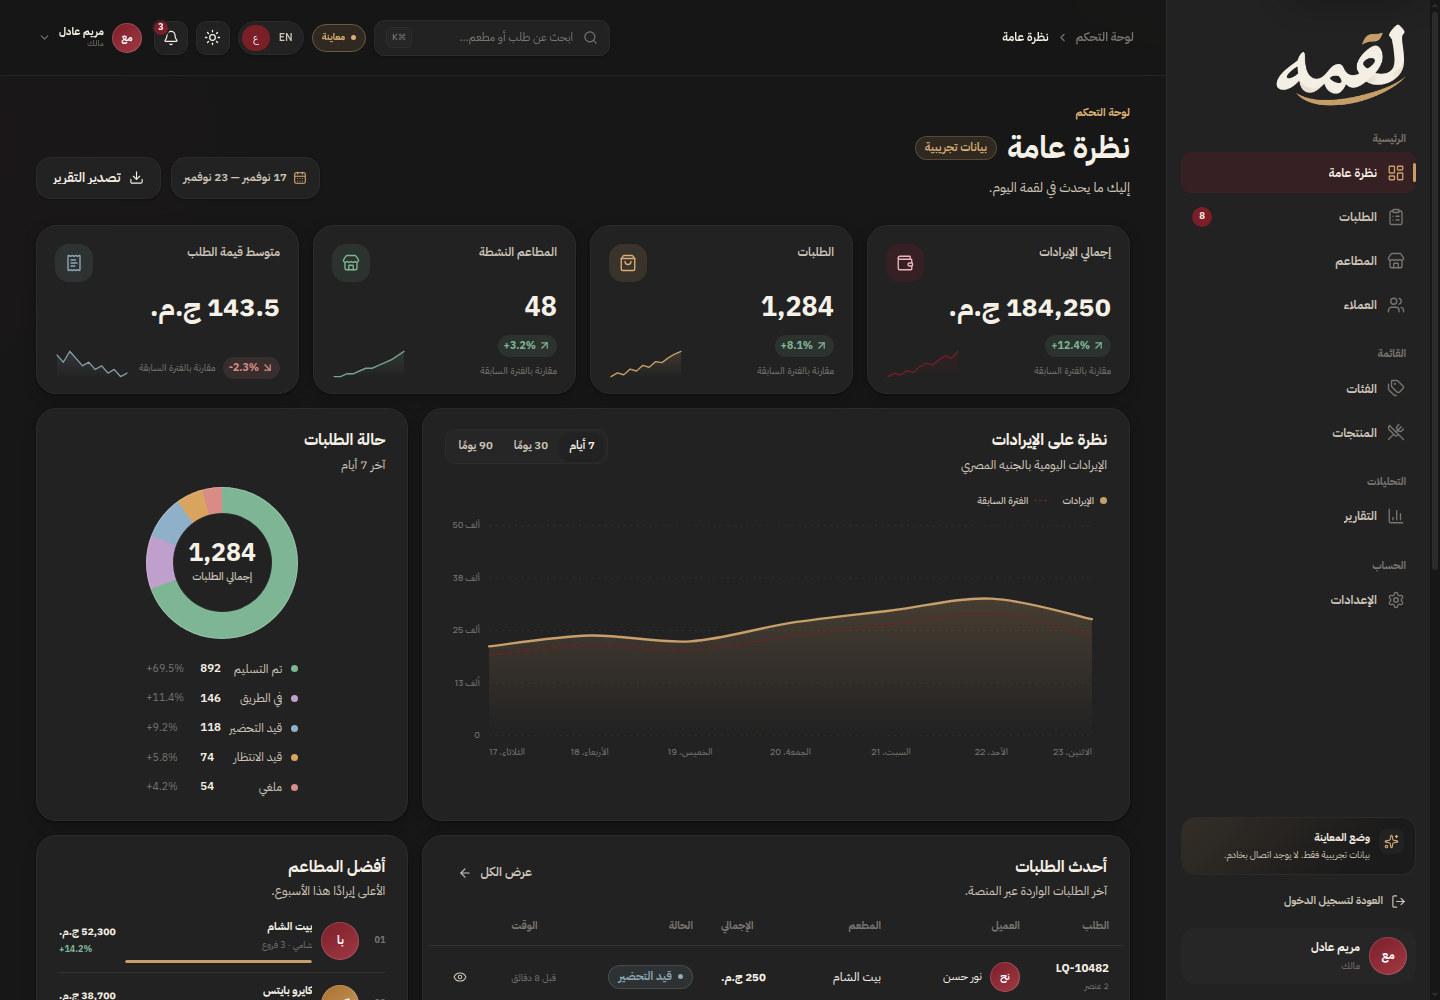 لقمه
الرئيسية
نظرة عامة
الطلبات
8
المطاعم
العملاء
القائمة
الفئات
المنتجات
التحليلات
التقارير
الحساب
الإعدادات
وضع المعاينة
بيانات تجريبية فقط. لا يوجد اتصال بخادم.
العودة لتسجيل الدخول
مع
مريم عادل
مالك
لوحة التحكم
نظرة عامة
ابحث عن طلب أو مطعم...
⌘K
معاينة
EN
ع
3
مع
مريم عادل
مالك
لوحة التحكم
نظرة عامة
بيانات تجريبية
إليك ما يحدث في لقمة اليوم.
17 نوفمبر — 23 نوفمبر
تصدير التقرير
إجمالي الإيرادات
184,250 ج.م.
+12.4%
مقارنة بالفترة السابقة
الطلبات
1,284
+8.1%
مقارنة بالفترة السابقة
المطاعم النشطة
48
+3.2%
مقارنة بالفترة السابقة
متوسط قيمة الطلب
143.5 ج.م.
-2.3%
مقارنة بالفترة السابقة
نظرة على الإيرادات
الإيرادات اليومية بالجنيه المصري
7 أيام
30 يومًا
90 يومًا
الإيرادات
الفترة السابقة
50 ألف
38 ألف
25 ألف
13 ألف
0
الثلاثاء، 17
الأربعاء، 18
الخميس، 19
الجمعة، 20
السبت، 21
الأحد، 22
الاثنين، 23
حالة الطلبات
آخر 7 أيام
1,284
إجمالي الطلبات
تم التسليم 892 +69.5%
في الطريق 146 +11.4%
قيد التحضير 118 +9.2%
قيد الانتظار 74 +5.8%
ملغي 54 +4.2%
أحدث الطلبات
آخر الطلبات الواردة عبر المنصة.
عرض الكل
الطلب العميل المطعم الإجمالي الحالة الوقت
LQ-10482
2 عنصر
نح
نور حسن
بيت الشام
250 ج.م.
قيد التحضير
قبل 8 دقائق
أفضل المطاعم
الأعلى إيرادًا هذا الأسبوع.
01
با
بيت الشام
شامي · 3 فروع
52,300 ج.م.
+14.2%
كايرو بايتس
38,700 ج.م.